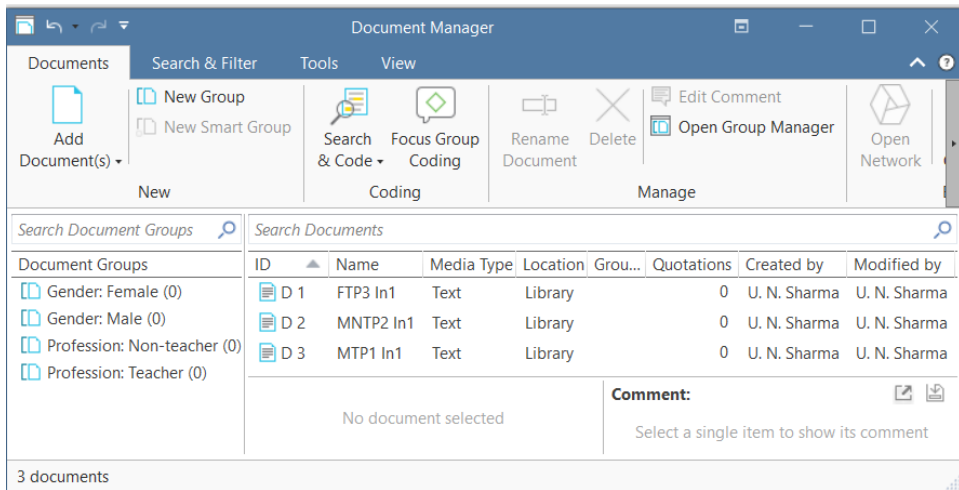 Document Manager
Documents Search & Filter Tools View
New Group
New Smart Group
Add
Document(s)
New
Search
& Code
Focus Group
Coding
Coding
Rename
Document
Delete
Edit Comment
Open Group Manager
Manage
Open
Network
Search Document Groups
Search Documents
Document Groups
Gender: Female (0)
Gender: Male (0)
Profession: Non-teacher (0)
Profession: Teacher (0)
ID Name Media Type Location Grou... Quotations Created by Modified by
D 1 FTP3 In1 Text Library 0 U. N. Sharma U. N. Sharma
D 2 MNTP2 In1 Text Library 0 U. N. Sharma U. N. Sharma
D 3 MTP1 In1 Text Library 0 U. N. Sharma U. N. Sharma
No document selected
Comment:
Select a single item to show its comment
3 documents